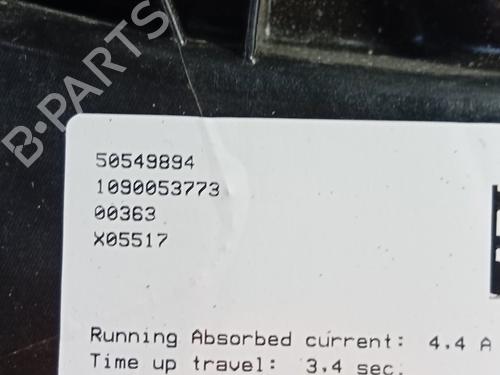 B-PARTS
50549894
1090053773
00363
X05517
Running Absorbed current: 4.4 A
Time up travel: 3.4 sec.